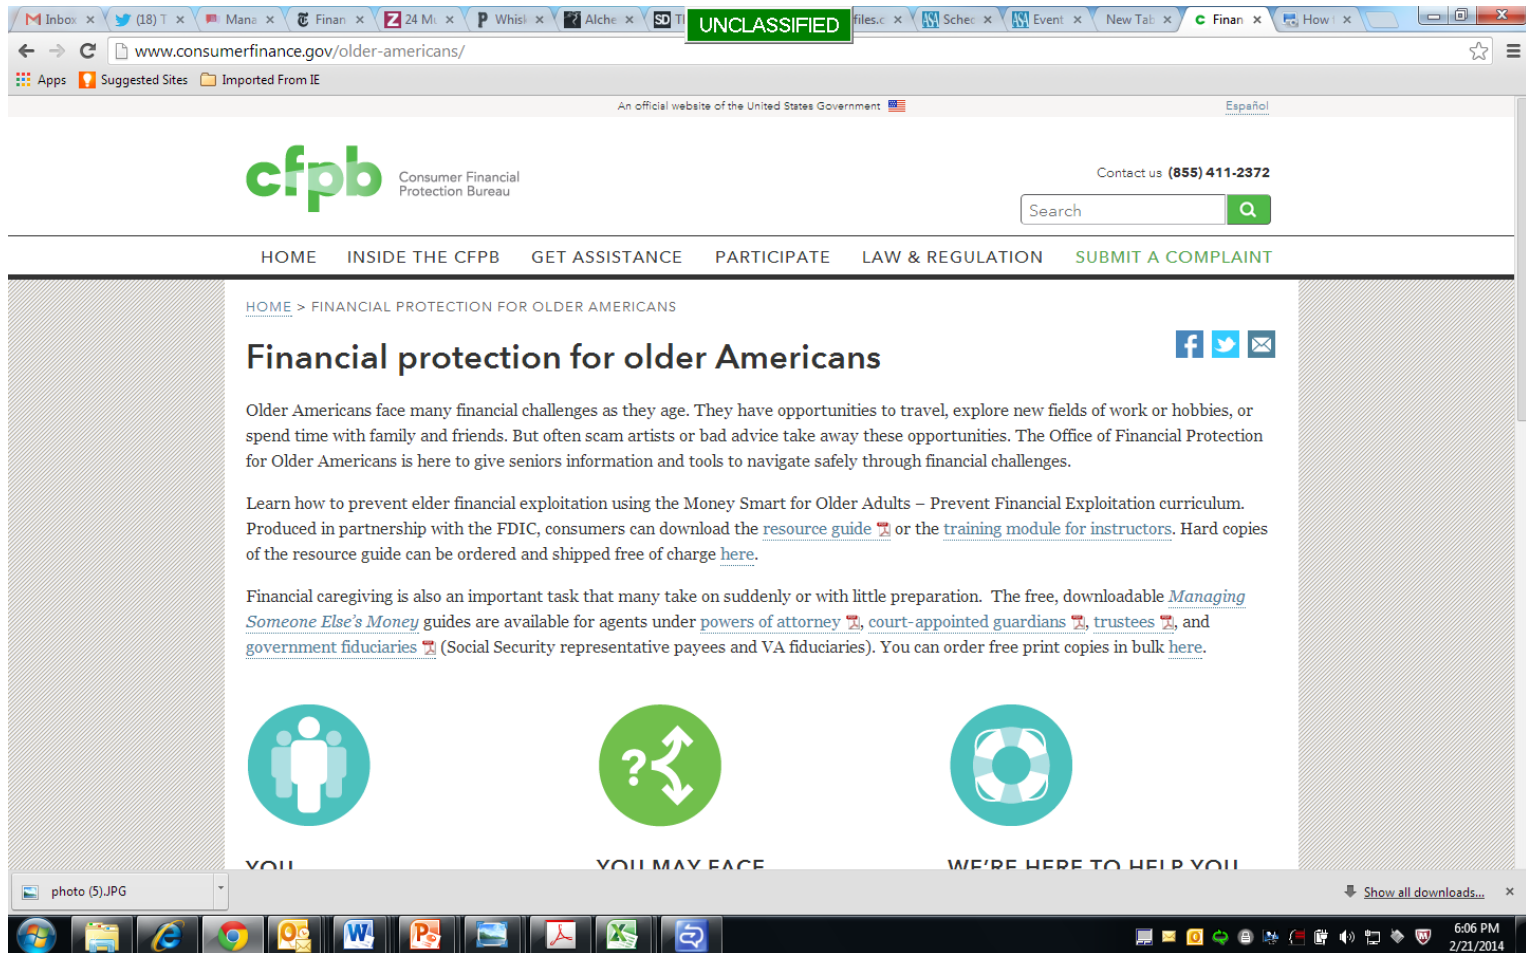 Inbox
(18) T
Mana
Finan
24 Mu
Whisk
Alche
UNCLASSIFIED
files.c
Sched
Event
New Tab
Finan
How t
www.consumerfinance.gov/older-americans/
Apps
Suggested Sites
Imported From IE
An official website of the United States Government
Español
cfpb
Consumer Financial
Protection Bureau
Contact us (855) 411-2372
Search
HOME INSIDE THE CFPB GET ASSISTANCE PARTICIPATE LAW & REGULATION SUBMIT A COMPLAINT
HOME > FINANCIAL PROTECTION FOR OLDER AMERICANS
Financial protection for older Americans
Older Americans face many financial challenges as they age. They have opportunities to travel, explore new fields of work or hobbies, or
spend time with family and friends. But often scam artists or bad advice take away these opportunities. The Office of Financial Protection
for Older Americans is here to give seniors information and tools to navigate safely through financial challenges.
Learn how to prevent elder financial exploitation using the Money Smart for Older Adults – Prevent Financial Exploitation curriculum.
Produced in partnership with the FDIC, consumers can download the resource guide or the training module for instructors. Hard copies
of the resource guide can be ordered and shipped free of charge here.
Financial caregiving is also an important task that many take on suddenly or with little preparation. The free, downloadable Managing
Someone Else's Money guides are available for agents under powers of attorney, court-appointed guardians, trustees, and
government fiduciaries (Social Security representative payees and VA fiduciaries). You can order free print copies in bulk here.
YOU
YOU MAY FACE
WE'RE HERE TO HELP YOU
photo (5).JPG
Show all downloads...
6:06 PM
2/21/2014